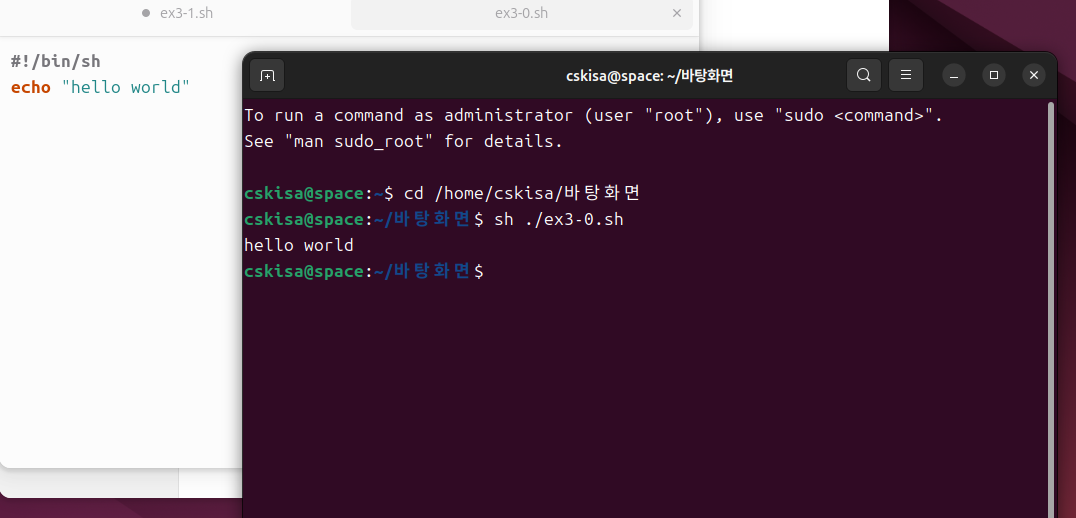 ex3-1.sh
ex3-0.sh
#!/bin/sh
echo "hello world"
cskisa@space: ~/바탕화면
To run a command as administrator (user "root"), use "sudo <command>".
See "man sudo_root" for details.
cskisa@space:~$ cd /home/cskisa/바탕화면
cskisa@space:~/바탕화면$ sh ./ex3-0.sh
hello world
cskisa@space:~/바탕화면$